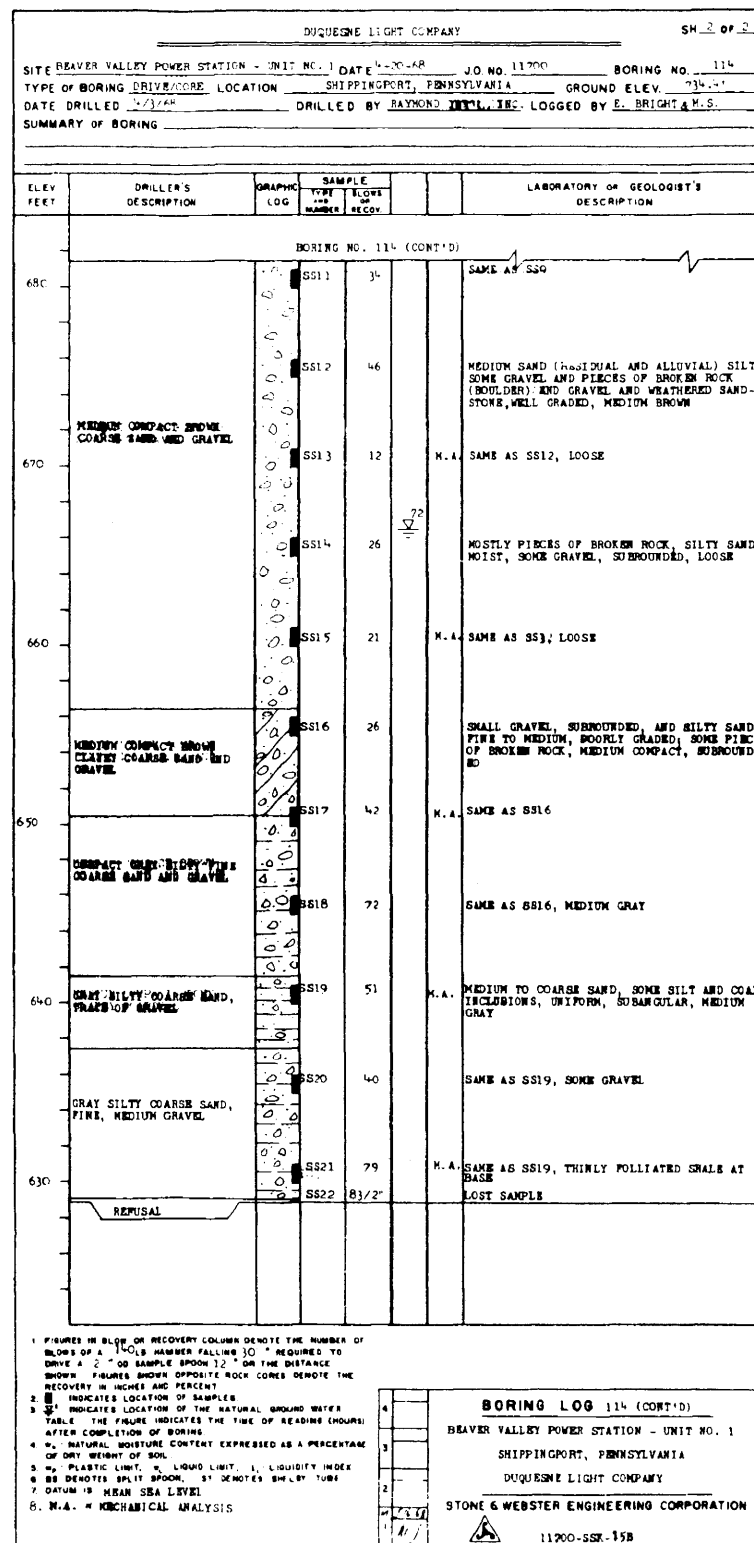 DUQUESNE LIGHT COMPANY
SH 2 OF 2
SITE BEAVER VALLEY POWER STATION - UNIT NO. 1 DATE 4-20-68 J.O. NO. 11700 BORING NO. 114
TYPE OF BORING DRIVE/CORE LOCATION SHIPPINGPORT, PENNSYLVANIA GROUND ELEV.
DATE DRILLED DRILLED BY RAYMOND INT'L. INC. LOGGED BY E. BRIGHT & M.S.
SUMMARY OF BORING
ELEV FEET
DRILLER'S DESCRIPTION
GRAPHIC LOG
SAMPLE
TYPE AND NUMBER
BLOWS OR RECOV.
LABORATORY OR GEOLOGIST'S DESCRIPTION
BORING NO. 114 (CONT'D)
680
SS11 34 SAME AS SS9
SS12 46 MEDIUM SAND (RESIDUAL AND ALLUVIAL) SILT
SOME GRAVEL AND PIECES OF BROKEN ROCK
(BOULDER) AND GRAVEL AND WEATHERED SAND-
STONE, WELL GRADED, MEDIUM BROWN
MEDIUM COMPACT BROWN
COARSE SAND AND GRAVEL
670
SS13 12 M.A. SAME AS SS12, LOOSE
72
SS14 26 MOSTLY PIECES OF BROKEN ROCK, SILTY SAND
MOIST, SOME GRAVEL, SUBROUNDED, LOOSE
660
SS15 21 M.A. SAME AS SS3, LOOSE
SS16 26 SMALL GRAVEL, SUBROUNDED, AND SILTY SAND
FINE TO MEDIUM, POORLY GRADED, SOME PIEC
OF BROKEN ROCK, MEDIUM COMPACT, SUBROUND
ED
MEDIUM COMPACT BROWN
CLAYEY COARSE SAND AND
GRAVEL
650
SS17 42 M.A. SAME AS SS16
COMPACT GRAY SILTY FINE
COARSE SAND AND GRAVEL
SS18 72 SAME AS SS16, MEDIUM GRAY
640
GRAY SILTY COARSE SAND,
TRACE OF GRAVEL
SS19 51 M.A. MEDIUM TO COARSE SAND, SOME SILT AND COAL
INCLUSIONS, UNIFORM, SUBANGULAR, MEDIUM
GRAY
SS20 40 SAME AS SS19, SOME GRAVEL
GRAY SILTY COARSE SAND,
FINE, MEDIUM GRAVEL
630
SS21 79 M.A. SAME AS SS19, THINLY FOLLIATED SHALE AT
BASE
SS22 83/2" LOST SAMPLE
REFUSAL
1 FIGURES IN BLOW OR RECOVERY COLUMN DENOTE THE NUMBER OF
BLOWS OF A 140 LB HAMMER FALLING 30 " REQUIRED TO
DRIVE A 2 " OD SAMPLE SPOON 12 " OR THE DISTANCE
SHOWN FIGURES SHOWN OPPOSITE ROCK CORES DENOTE THE
RECOVERY IN INCHES AND PERCENT
2. INDICATES LOCATION OF SAMPLES
3 INDICATES LOCATION OF THE NATURAL GROUND WATER
TABLE THE FIGURE INDICATES THE TIME OF READING (HOURS)
AFTER COMPLETION OF BORING
4 NATURAL MOISTURE CONTENT EXPRESSED AS A PERCENTAGE
OF DRY WEIGHT OF SOIL
5 PLASTIC LIMIT, LIQUID LIMIT, LIQUIDITY INDEX
6 SS DENOTES SPLIT SPOON, ST DENOTES SHELBY TUBE
7. DATUM IS MEAN SEA LEVEL
8. M.A. = MECHANICAL ANALYSIS
4
3
2
BORING LOG 114 (CONT'D)
BEAVER VALLEY POWER STATION - UNIT NO. 1
SHIPPINGPORT, PENNSYLVANIA
DUQUESNE LIGHT COMPANY
STONE & WEBSTER ENGINEERING CORPORATION
11700-SSK-15B